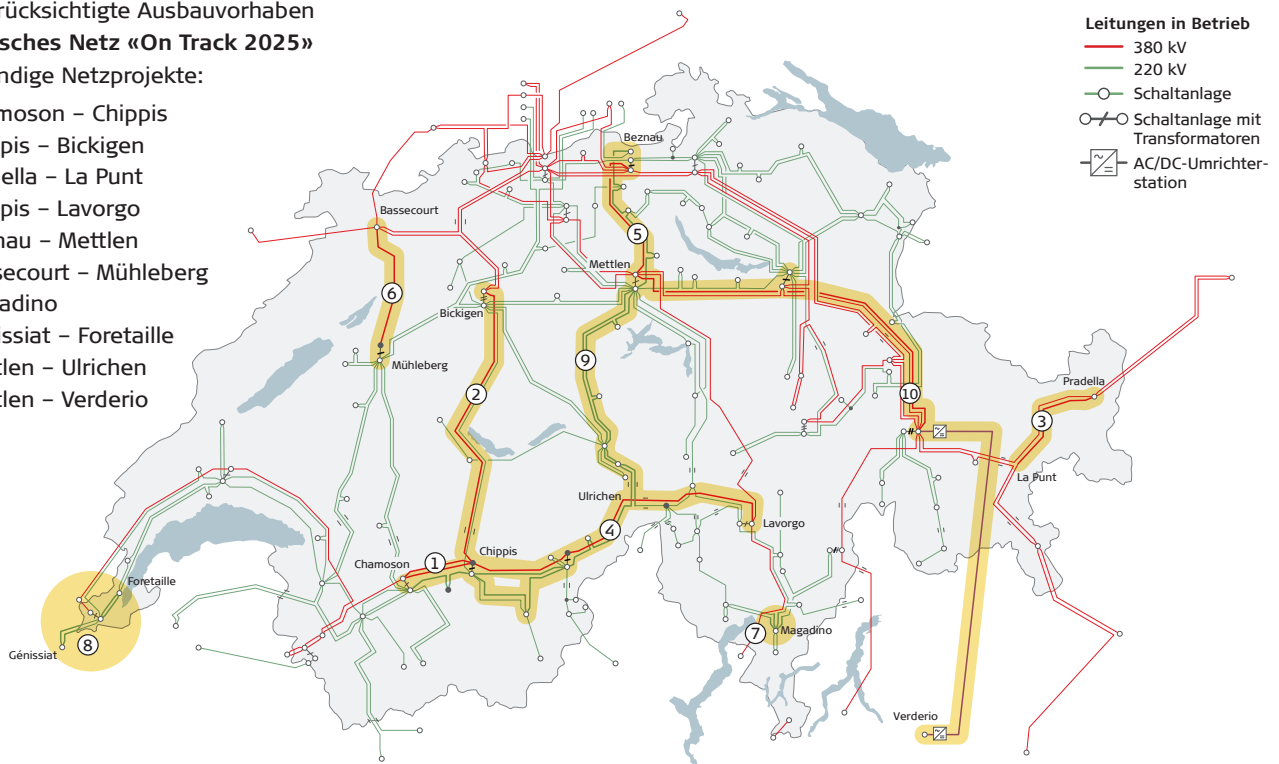 rücksichtigte Ausbauvorhaben
isches Netz «On Track 2025»
ndige Netzprojekte:
moson – Chippis
pis – Bickigen
ella – La Punt
pis – Lavorgo
nau – Mettlen
secourt – Mühleberg
adino
issiat – Foretaille
tlen – Ulrichen
tlen – Verderio
Leitungen in Betrieb
380 kV
220 kV
Schaltanlage
Schaltanlage mit
Transformatoren
AC/DC-Umrichter-
station
Beznau
Bassecourt
5
Mettlen
6
Bickigen
Mühleberg
9
2
10
Pradella
3
La Punt
Ulrichen
Lavorgo
4
Chippis
1
Chamoson
Foretaille
8
Génissiat
7
Magadino
Verderio